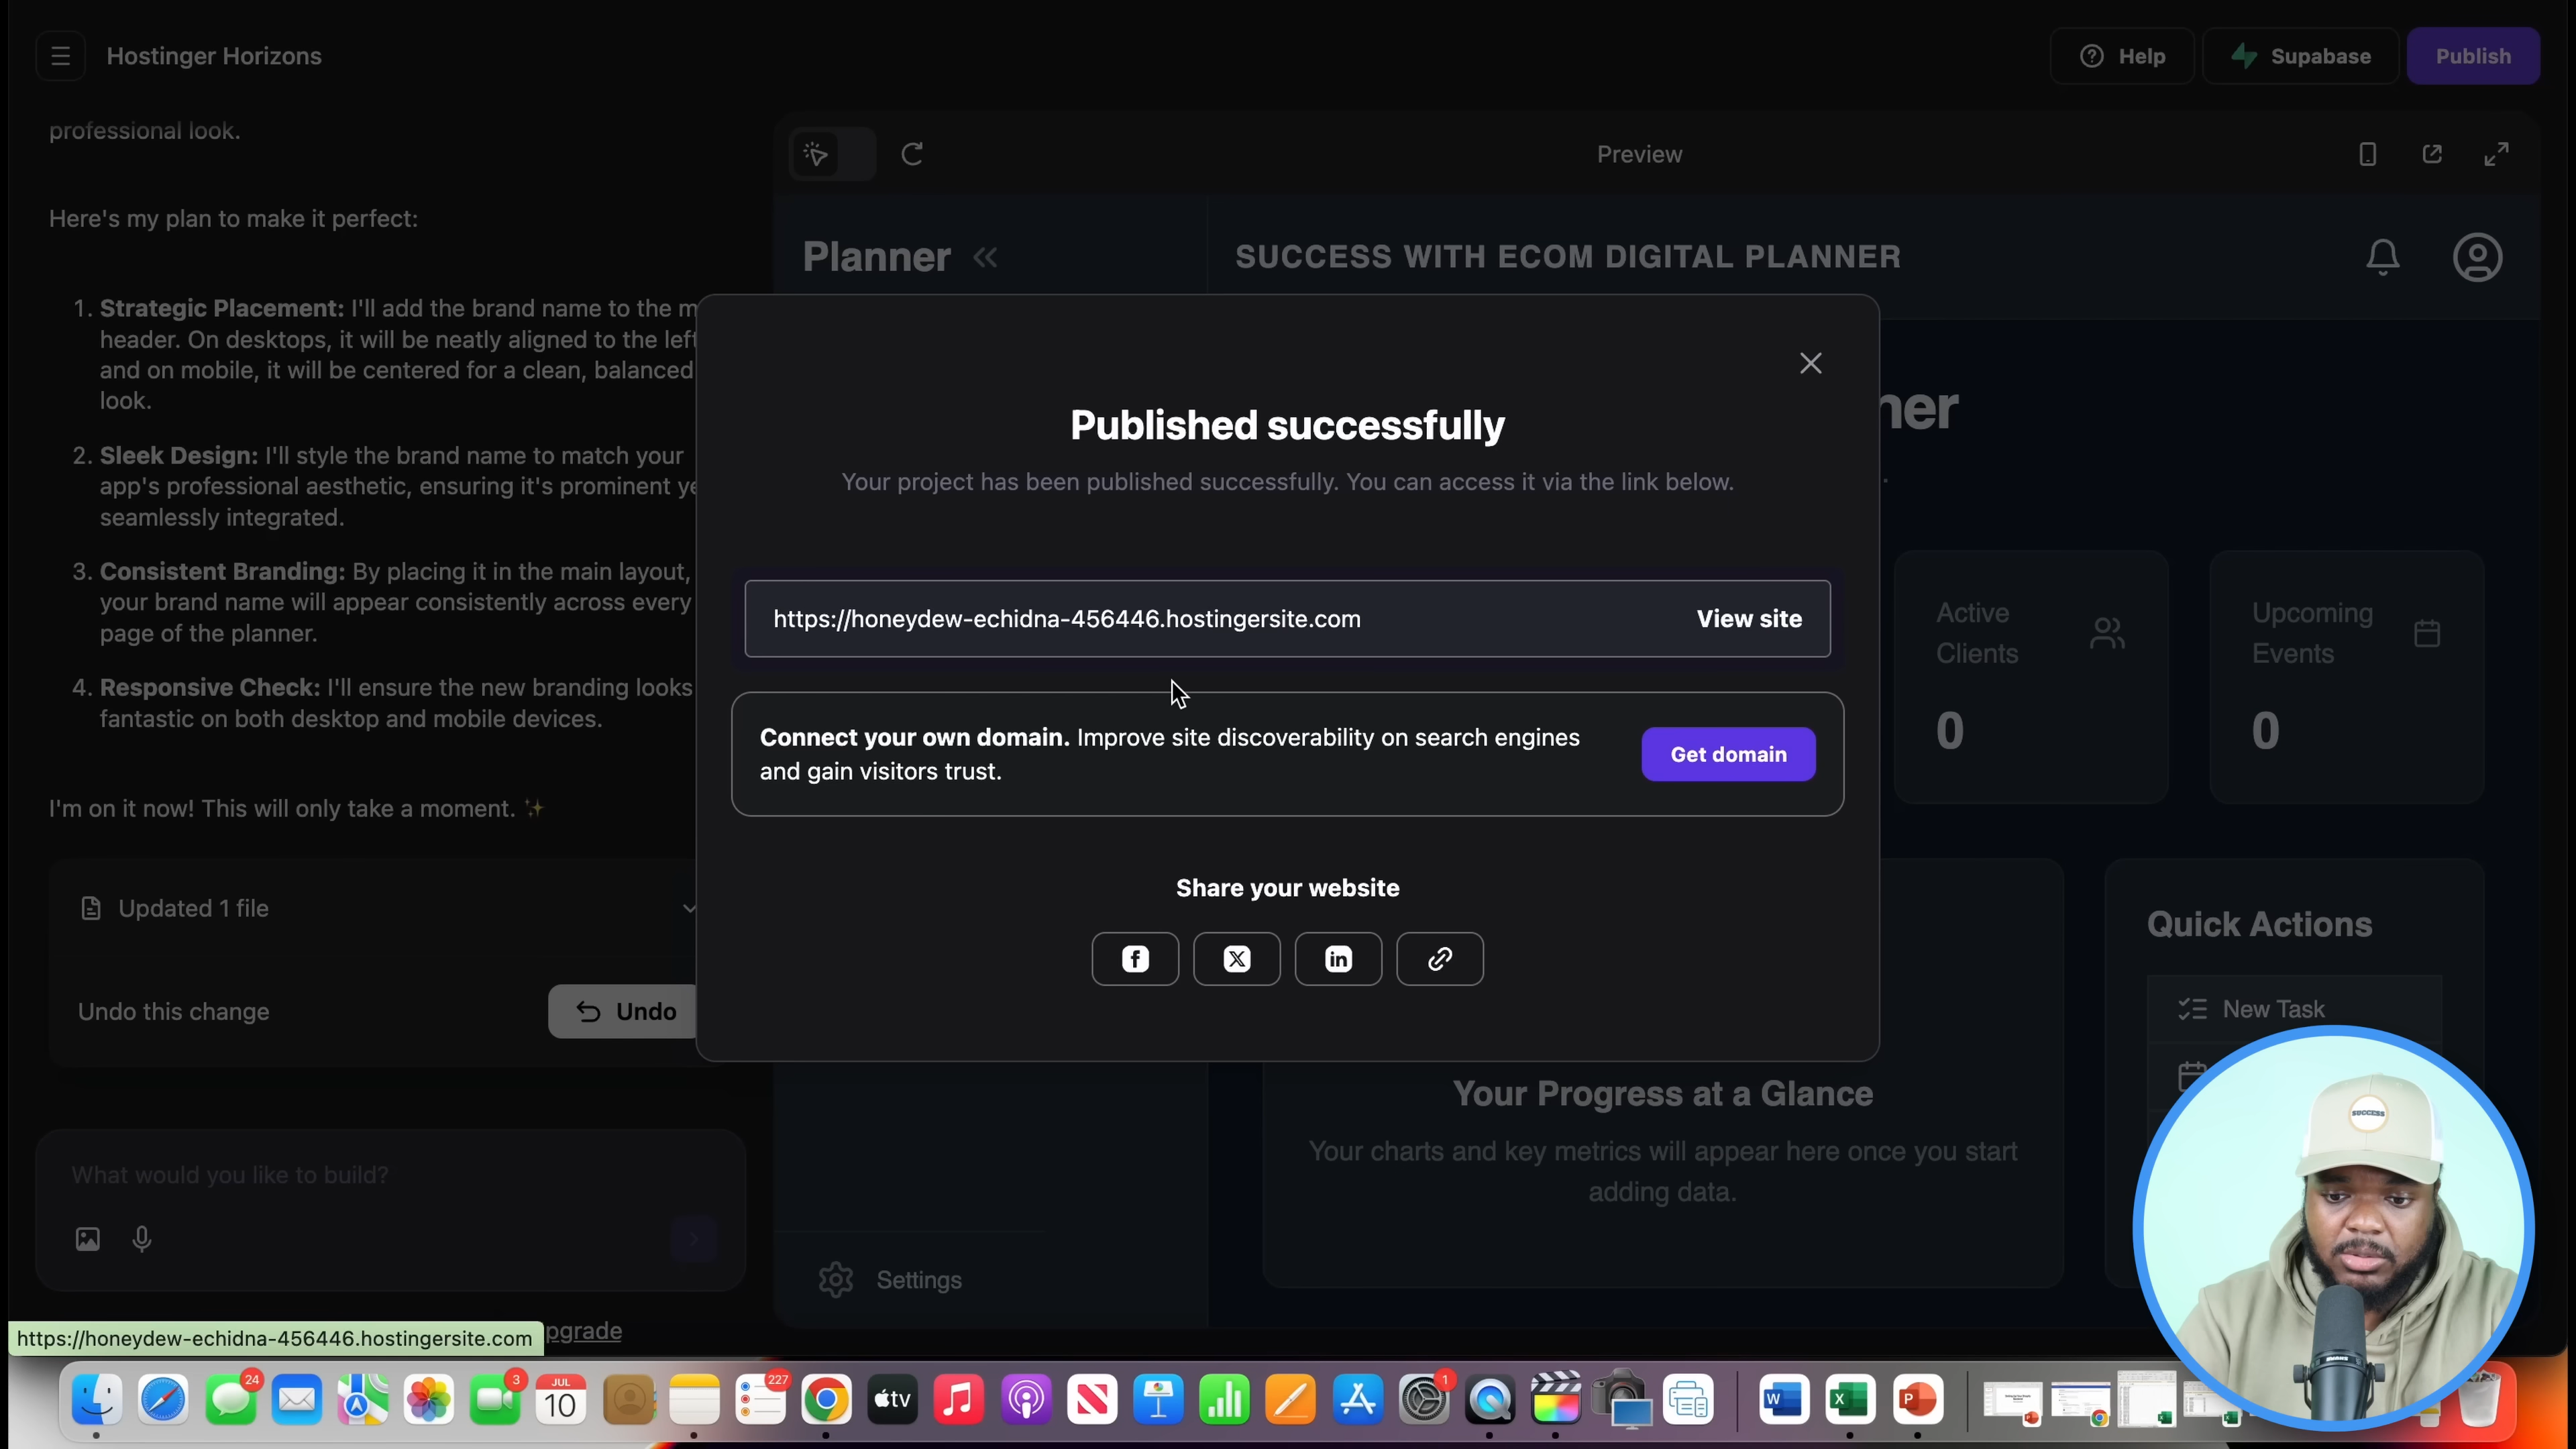 Hostinger Horizons
Help
Supabase
Publish
professional look.
Here's my plan to make it perfect:
1. Strategic Placement: I'll add the brand name to the m
header. On desktops, it will be neatly aligned to the left
and on mobile, it will be centered for a clean, balanced
look.
2. Sleek Design: I'll style the brand name to match your
app's professional aesthetic, ensuring it's prominent ye
seamlessly integrated.
3. Consistent Branding: By placing it in the main layout,
your brand name will appear consistently across every
page of the planner.
4. Responsive Check: I'll ensure the new branding looks
fantastic on both desktop and mobile devices.
I'm on it now! This will only take a moment. ✨
Updated 1 file
Undo this change
Undo
What would you like to build?
pgrade
https://honeydew-echidna-456446.hostingersite.com
Preview
Planner
SUCCESS WITH ECOM DIGITAL PLANNER
ner
.
Published successfully
Your project has been published successfully. You can access it via the link below.
https://honeydew-echidna-456446.hostingersite.com
View site
Connect your own domain. Improve site discoverability on search engines
and gain visitors trust.
Get domain
Share your website
Active
Clients
0
Upcoming
Events
0
Quick Actions
New Task
Your Progress at a Glance
Your charts and key metrics will appear here once you start
adding data.
Settings
SUCCESS
24
3
JUL
10
227
tv
1
W
X
P